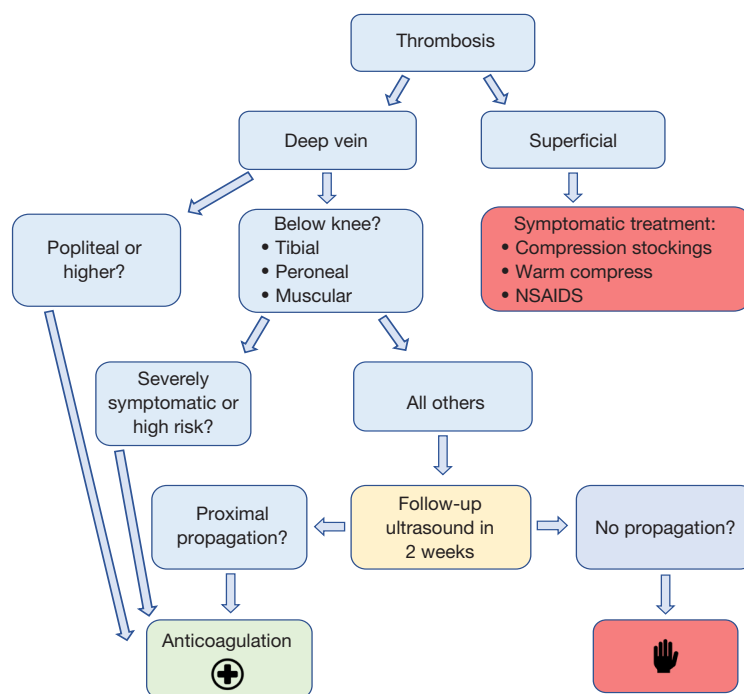 Thrombosis
Deep vein
Superficial
Popliteal or
higher?
Below knee?
• Tibial
• Peroneal
• Muscular
Symptomatic treatment:
• Compression stockings
• Warm compress
• NSAIDS
Severely
symptomatic or
high risk?
All others
Proximal
propagation?
Follow-up
ultrasound in
2 weeks
No propagation?
Anticoagulation